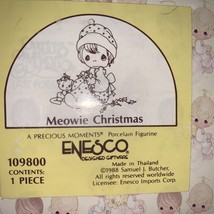 Meowie Christmas
A PRECIOUS MOMENTS® Porcelain Figurine
ENESCO
DESIGNED GIFTWARE
109800
CONTENTS:
1 PIECE
Made in Thailand
©1988 Samuel J. Butcher,
All rights reserved worldwide
Licensee: Enesco Imports Corp.